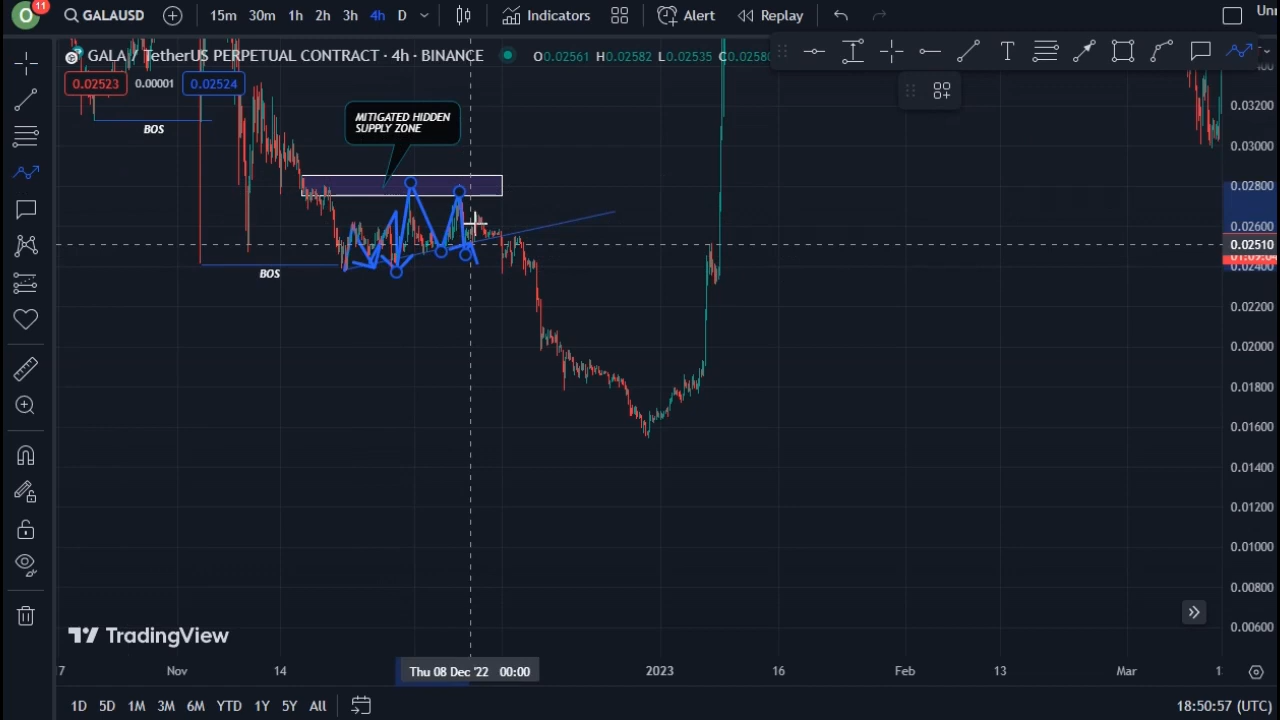 O 11 GALAUSD 15m 30m 1h 2h 3h 4h D Indicators Alert Replay
GALA / TetherUS PERPETUAL CONTRACT · 4h · BINANCE O0.02561 H0.02582 L0.02535 C0.02580
0.02523 0.00001 0.02524
BOS
MITIGATED HIDDEN
SUPPLY ZONE
BOS
0.03200
0.03000
0.02800
0.02600
0.02510
0.02400
0.02200
0.02000
0.01800
0.01600
0.01400
0.01200
0.01000
0.00800
0.00600
TradingView
7 Nov 14 Thu 08 Dec '22 00:00 2023 16 Feb 13 Mar
1D 5D 1M 3M 6M YTD 1Y 5Y All 18:50:57 (UTC)